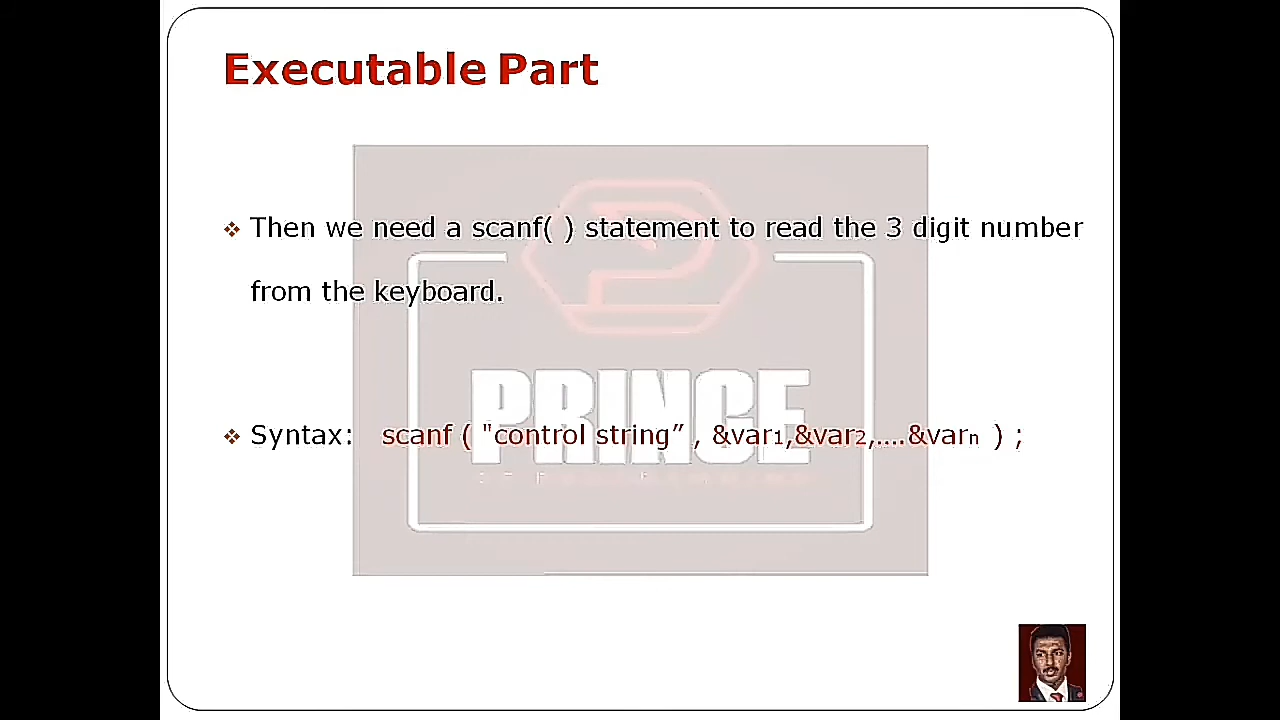 Executable Part
Then we need a scanf( ) statement to read the 3 digit number
from the keyboard.
PRINCE
Syntax: scanf ( "control string” , &var1,&var2,….&varn ) ;